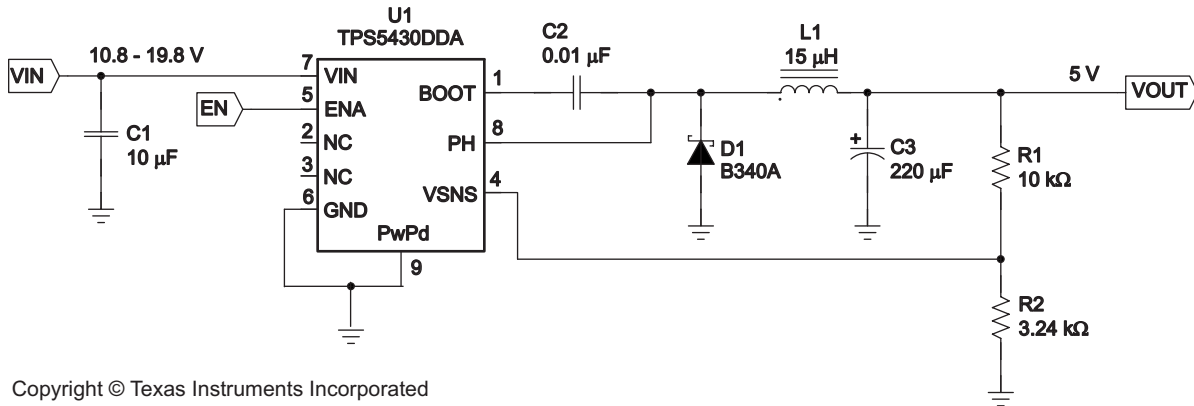 U1
TPS5430DDA
VIN
10.8 - 19.8 V
7
VIN
EN
5
ENA
2
NC
3
NC
6
GND
PwPd
9
1
BOOT
8
PH
4
VSNS
C1
10 μF
C2
0.01 μF
L1
15 μH
D1
B340A
+
C3
220 μF
5 V
VOUT
R1
10 kΩ
R2
3.24 kΩ
Copyright © Texas Instruments Incorporated